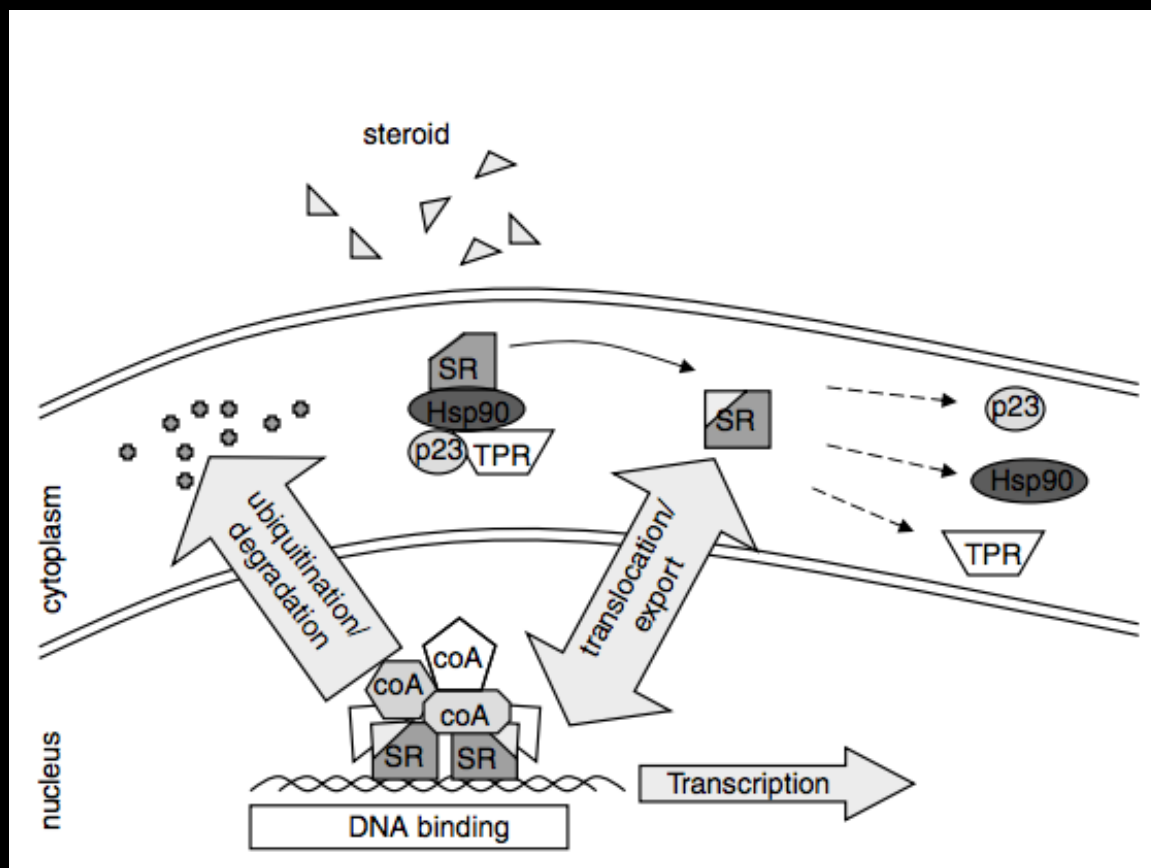 steroid
SR
Hsp90
p23
TPR
SR
p23
Hsp90
TPR
cytoplasm
ubiquitination/
degradation
translocation/
export
coA
coA
coA
SR
SR
nucleus
Transcription
DNA binding